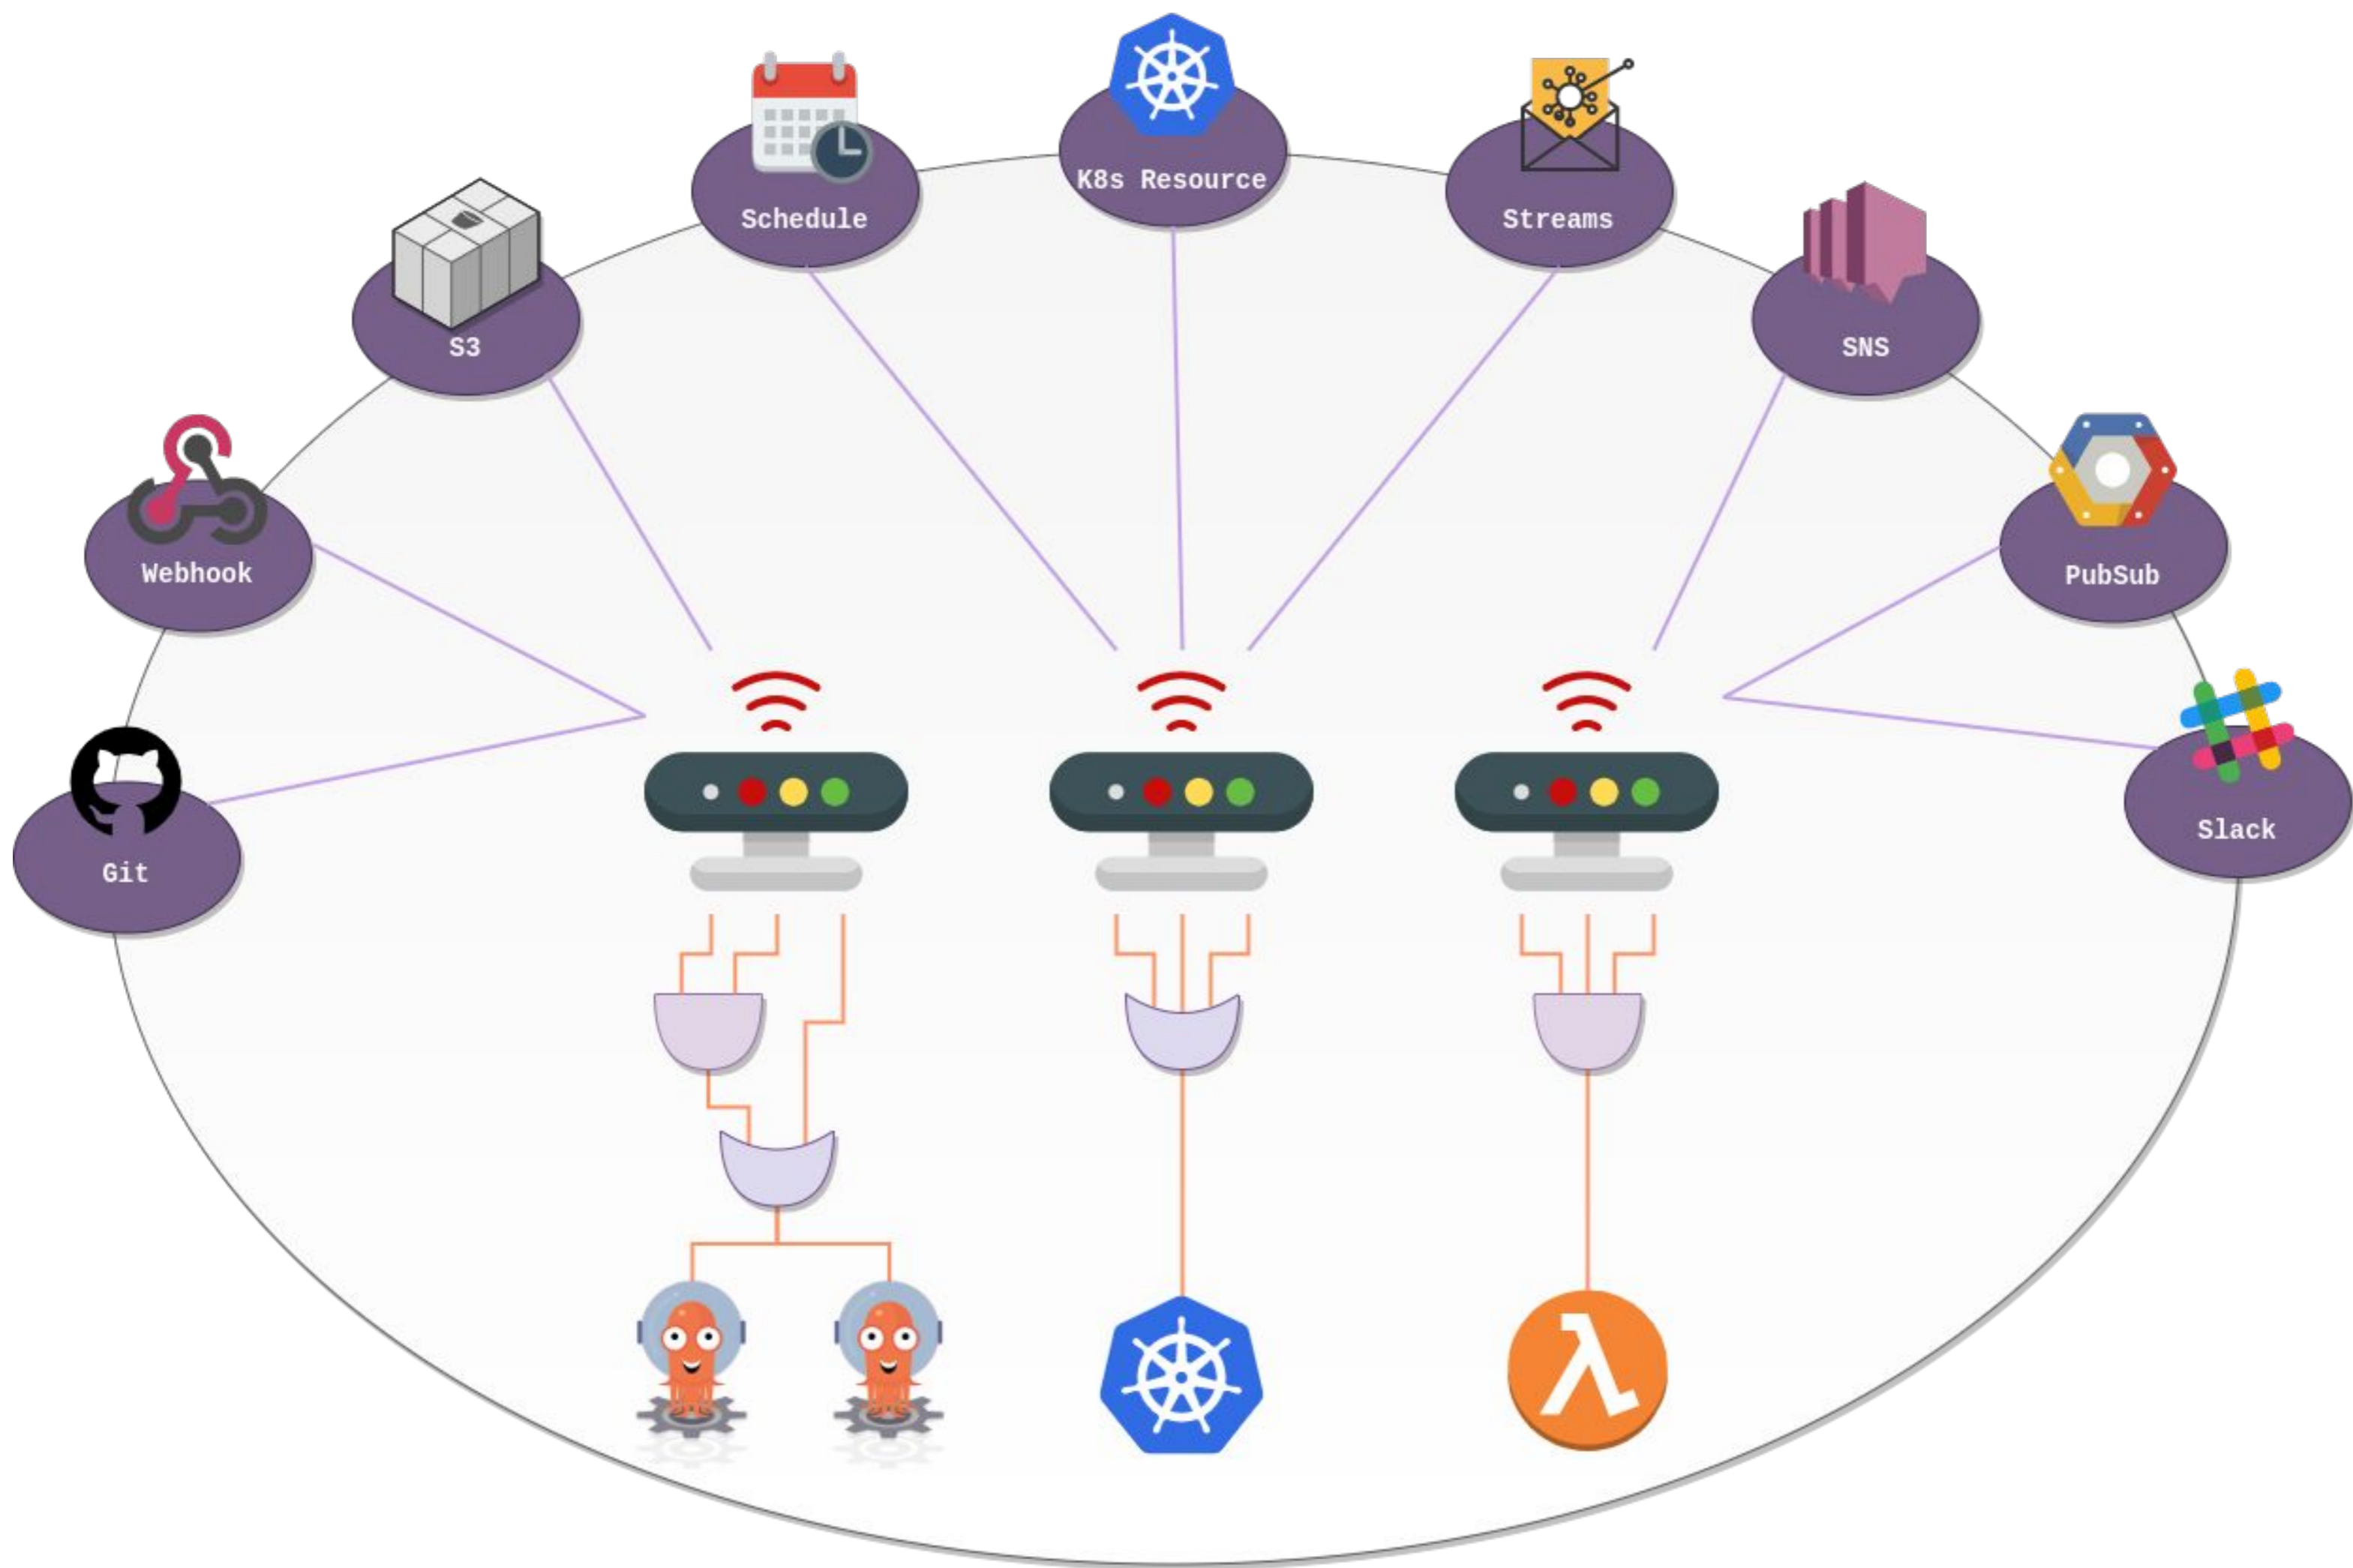 K8s Resource
Schedule
Streams
S3
SNS
Webhook
PubSub
Git
Slack